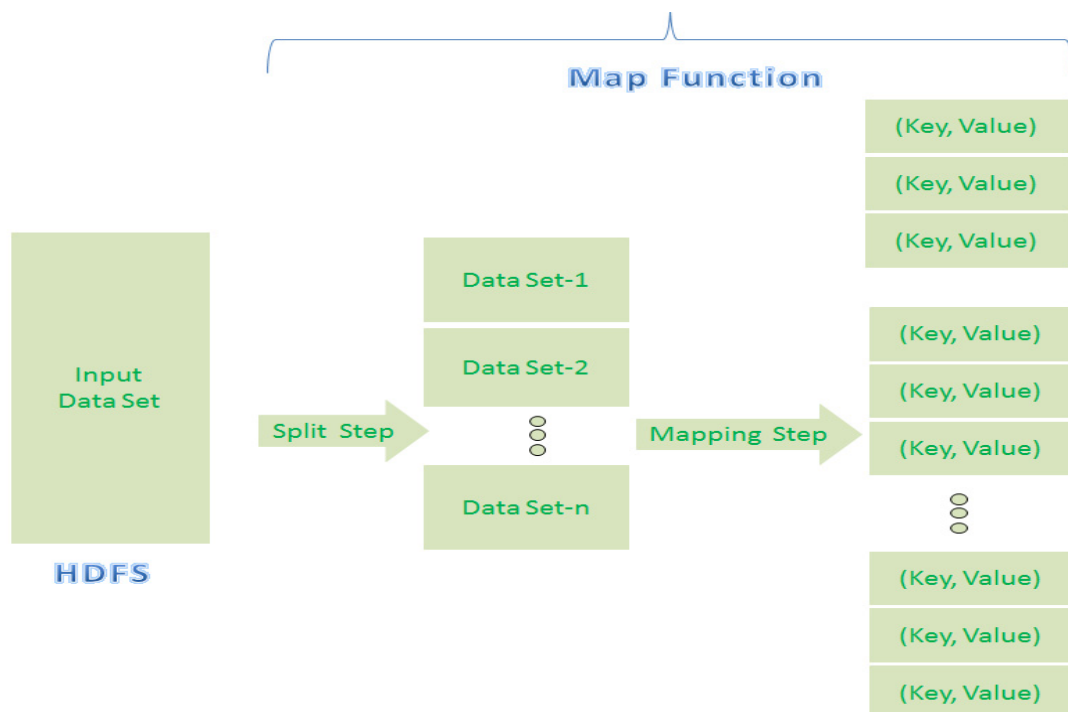 Map Function
Input
Data Set
HDFS
Split Step
Data Set-1
Data Set-2
Data Set-n
Mapping Step
(Key, Value)
(Key, Value)
(Key, Value)
(Key, Value)
(Key, Value)
(Key, Value)
(Key, Value)
(Key, Value)
(Key, Value)